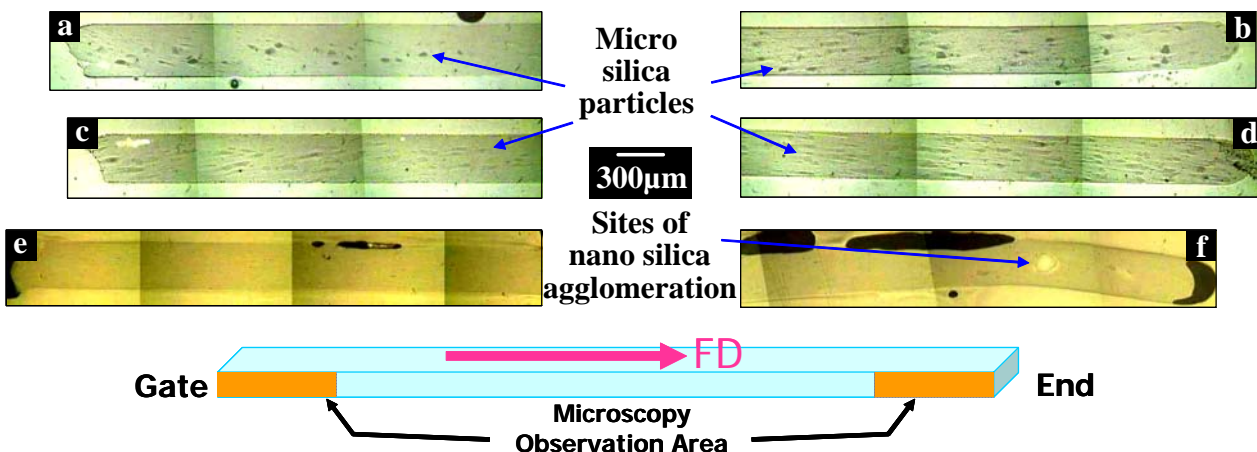 a
b
Micro
silica
particles
c
d
300µm
Sites of
nano silica
agglomeration
e
f
FD
Gate
End
Microscopy
Observation Area